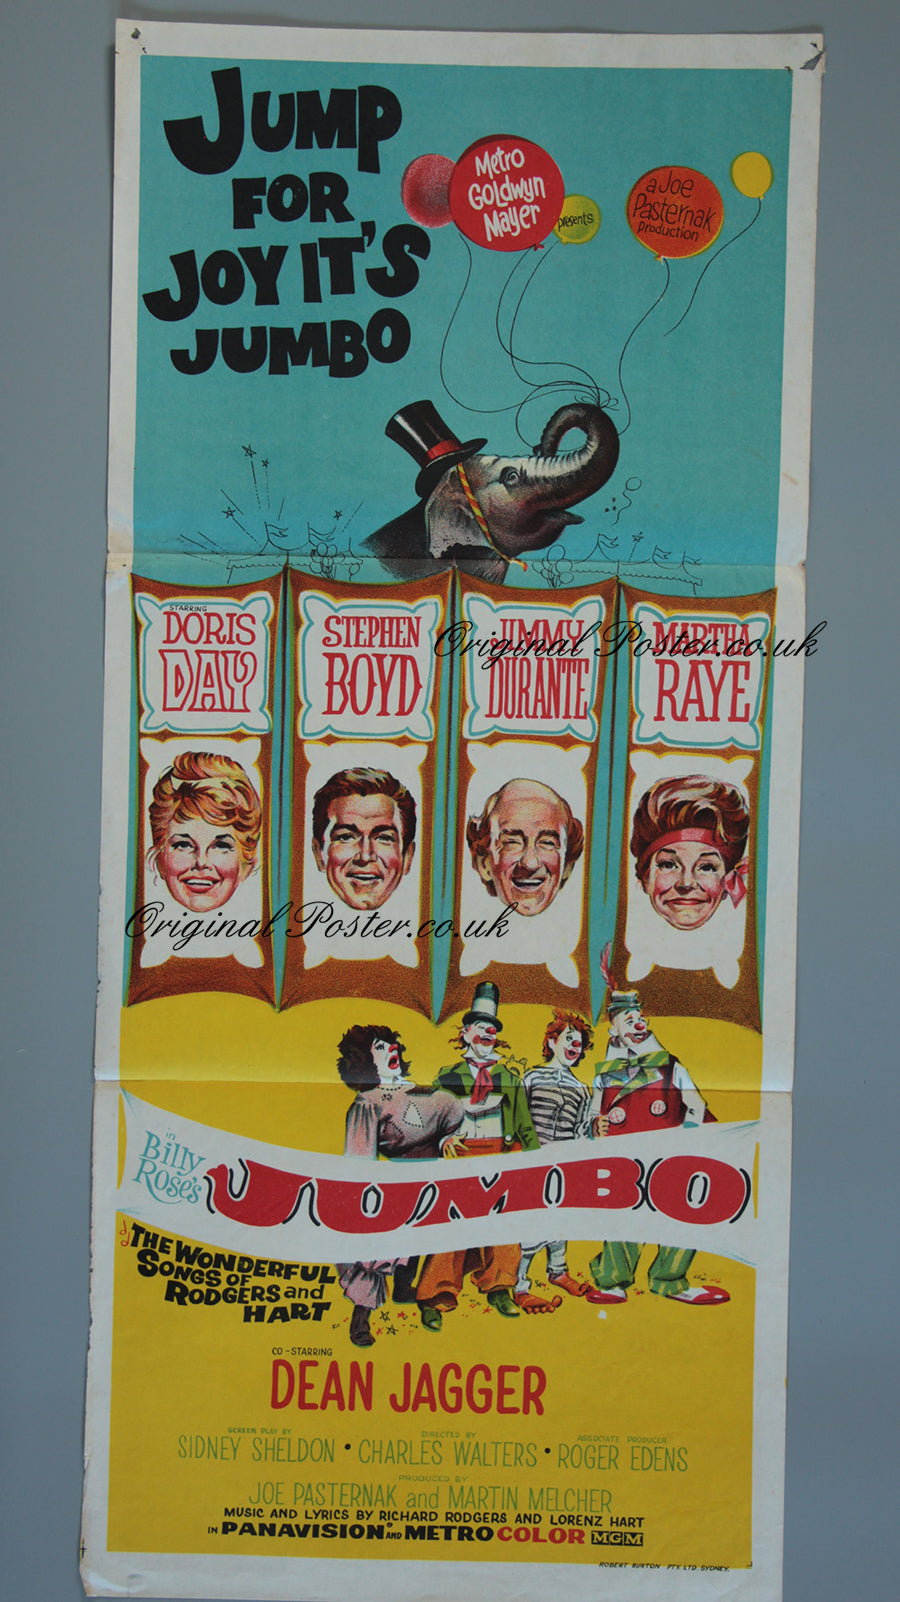 JUMP
FOR
JOY IT'S
JUMBO
Metro
Goldwyn
Mayer
presents
a Joe
Pasternak
Production
STARRING
DORIS
DAY
STEPHEN
BOYD
JIMMY
DURANTE
MARTHA
RAYE
Original Poster.co.uk
Original Poster.co.uk
in
Billy
Rose's
JUMBO
THE WONDERFUL
SONGS OF
RODGERS and
HART
CO-STARRING
DEAN JAGGER
SCREEN PLAY BY
SIDNEY SHELDON •
DIRECTED BY
CHARLES WALTERS •
ASSOCIATE PRODUCER
ROGER EDENS
PRODUCED BY
JOE PASTERNAK and MARTIN MELCHER
MUSIC AND LYRICS BY RICHARD RODGERS AND LORENZ HART
IN PANAVISION® AND METROCOLOR MGM
ROBERT BURTON PTY. LTD. SYDNEY.